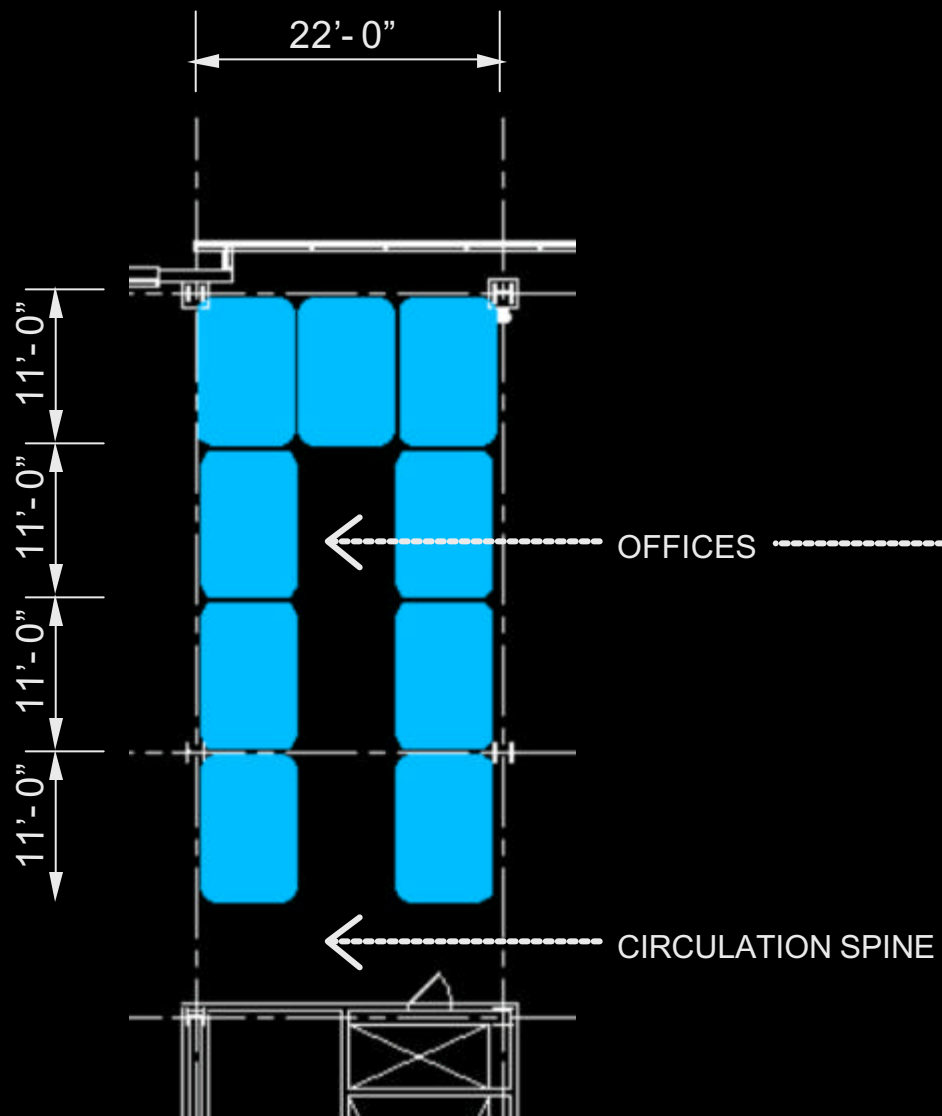 22’- 0”
11’- 0”
11’- 0”
OFFICES
11’- 0”
11’- 0”
CIRCULATION SPINE